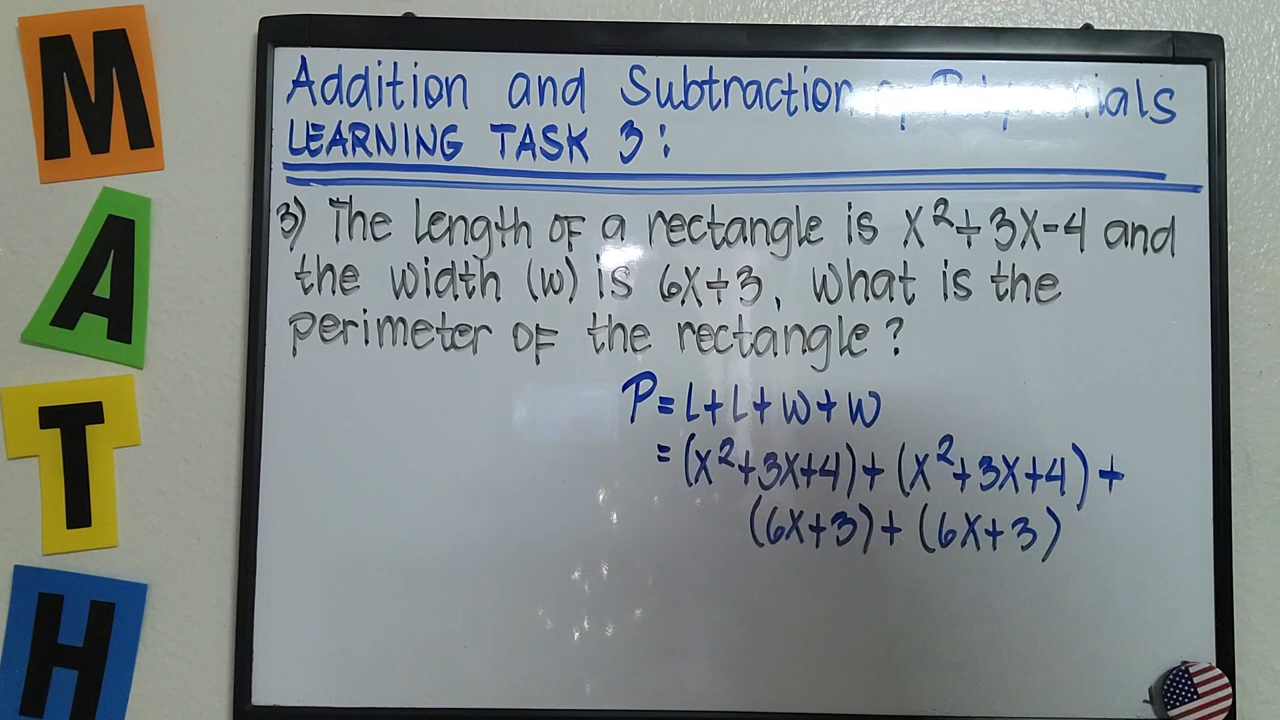 MATH
Addition and Subtraction
LEARNING TASK 3:
3) The Length OF a rectangle is x²+3x-4 and
the width (w) is 6x+3. What is the
perimeter OF the rectangle?
P=L+L+W+W
=(x²+3x+4)+(x²+3x+4)+
(6x+3)+(6x+3)